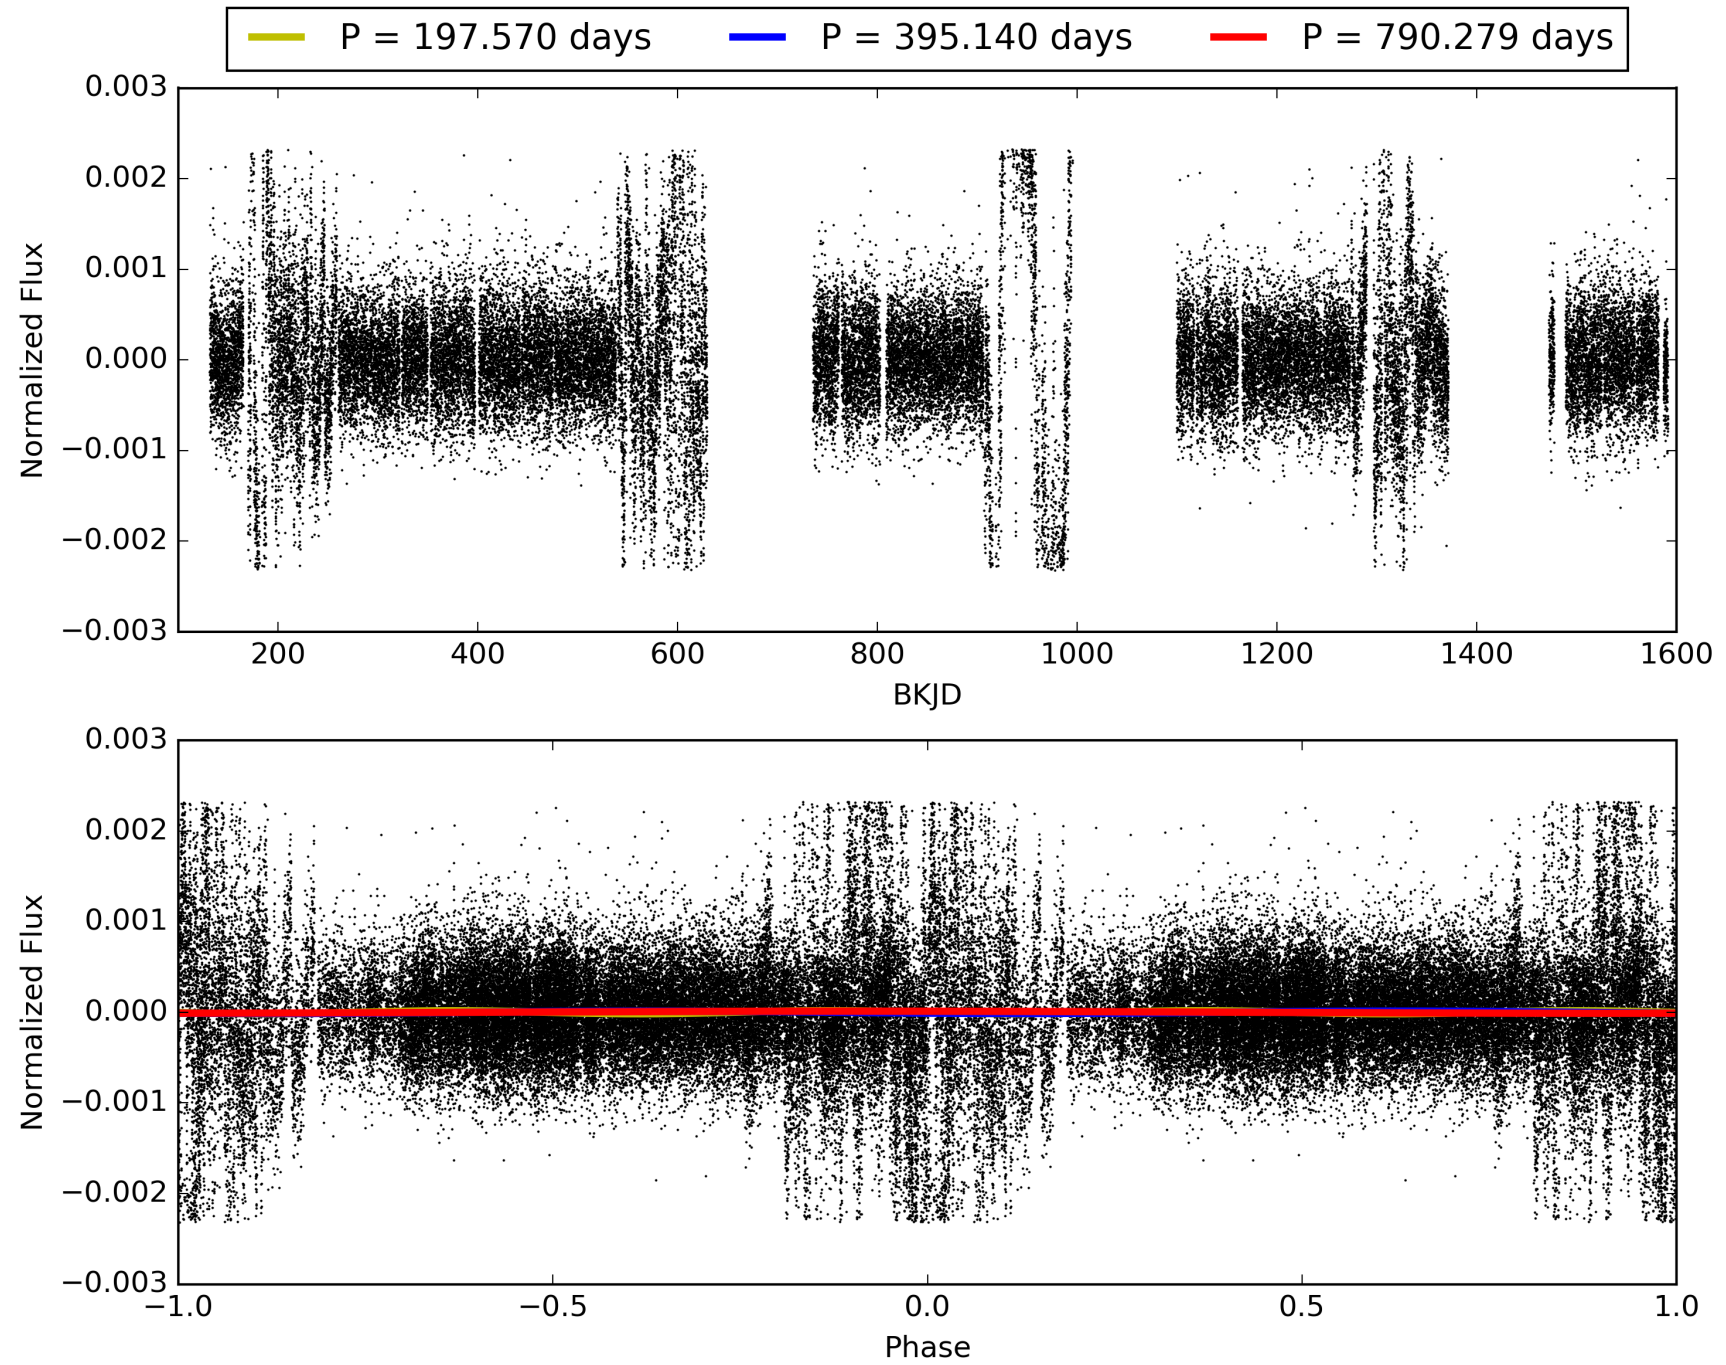 P = 197.570 days P = 395.140 days P = 790.279 days
0.003
0.002
0.001
0.000
−0.001
−0.002
−0.003
Normalized Flux
200 400 600 800 1000 1200 1400 1600
BKJD
0.003
0.002
0.001
0.000
−0.001
−0.002
−0.003
Normalized Flux
−1.0 −0.5 0.0 0.5 1.0
Phase